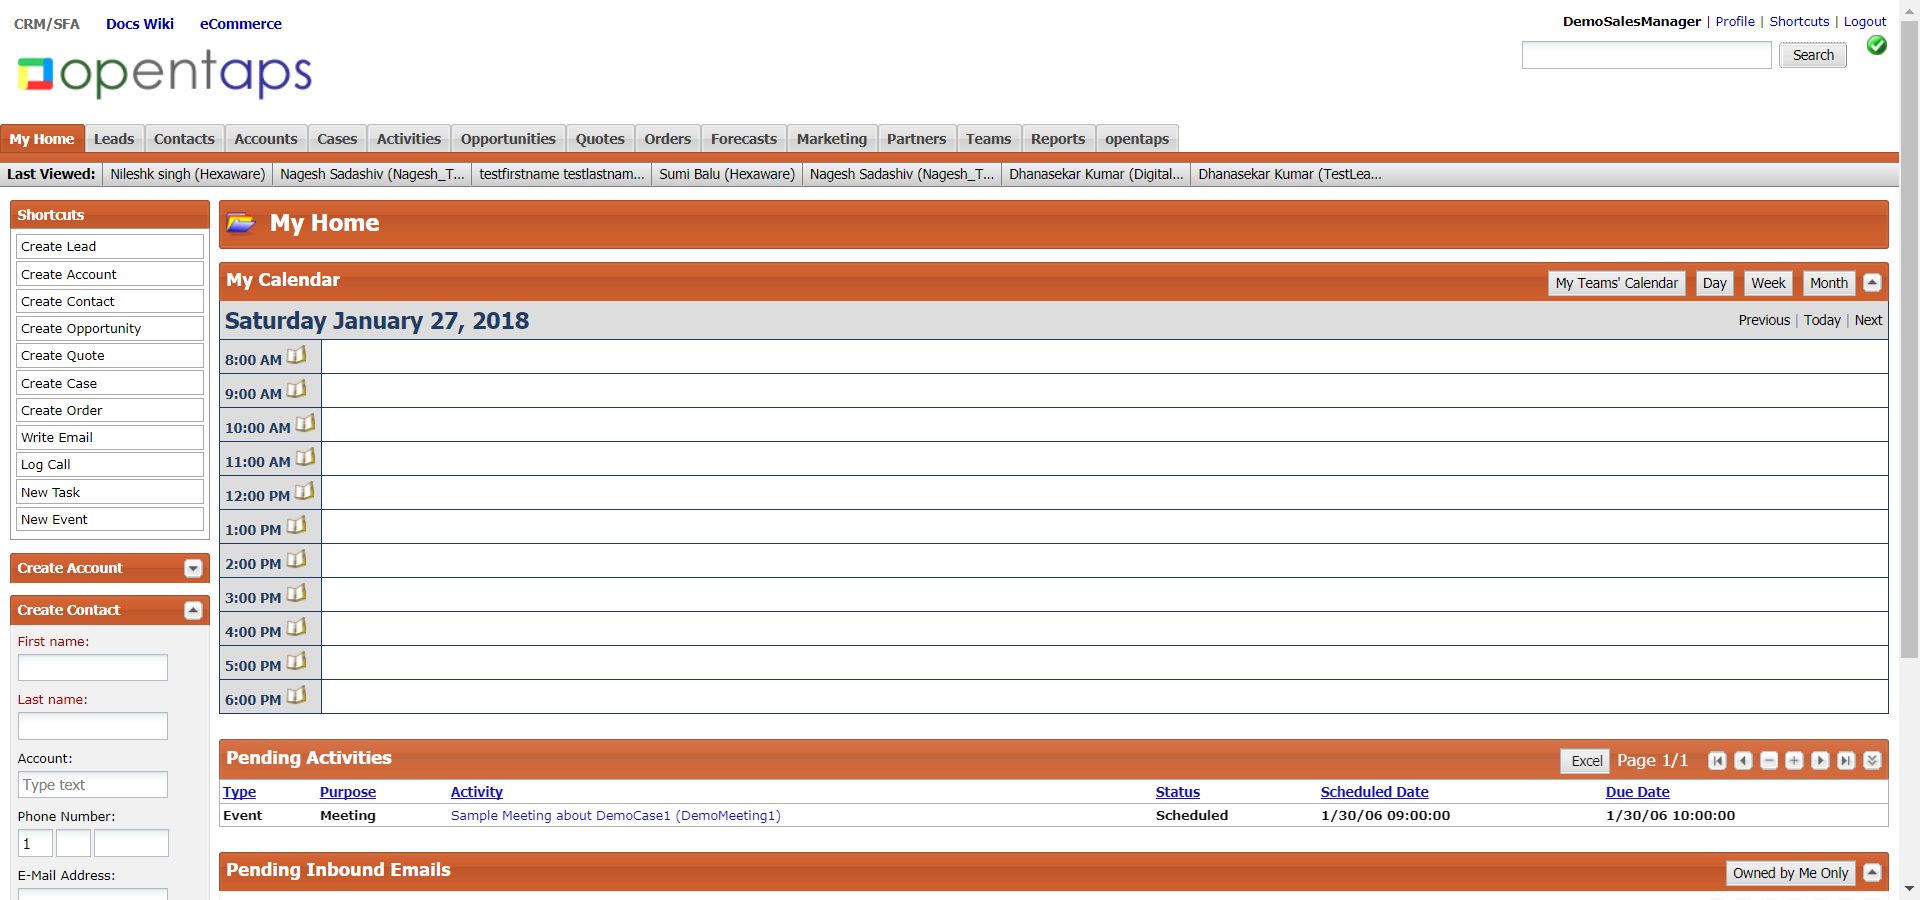 CRM/SFA Docs Wiki eCommerce
DemoSalesManager | Profile | Shortcuts | Logout
Search
opentaps
My Home Leads Contacts Accounts Cases Activities Opportunities Quotes Orders Forecasts Marketing Partners Teams Reports opentaps
Last Viewed: Nileshk singh (Hexaware) Nagesh Sadashiv (Nagesh_T... testfirstname testlastnam... Sumi Balu (Hexaware) Nagesh Sadashiv (Nagesh_T... Dhanasekar Kumar (Digital... Dhanasekar Kumar (TestLea...
Shortcuts
Create Lead
Create Account
Create Contact
Create Opportunity
Create Quote
Create Case
Create Order
Write Email
Log Call
New Task
New Event
Create Account
Create Contact
First name:
Last name:
Account:
Type text
Phone Number:
1
E-Mail Address:
My Home
My Calendar
My Teams' Calendar Day Week Month
Saturday January 27, 2018
Previous | Today | Next
8:00 AM
9:00 AM
10:00 AM
11:00 AM
12:00 PM
1:00 PM
2:00 PM
3:00 PM
4:00 PM
5:00 PM
6:00 PM
Pending Activities
Excel Page 1/1
Type Purpose Activity Status Scheduled Date Due Date
Event Meeting Sample Meeting about DemoCase1 (DemoMeeting1) Scheduled 1/30/06 09:00:00 1/30/06 10:00:00
Pending Inbound Emails
Owned by Me Only